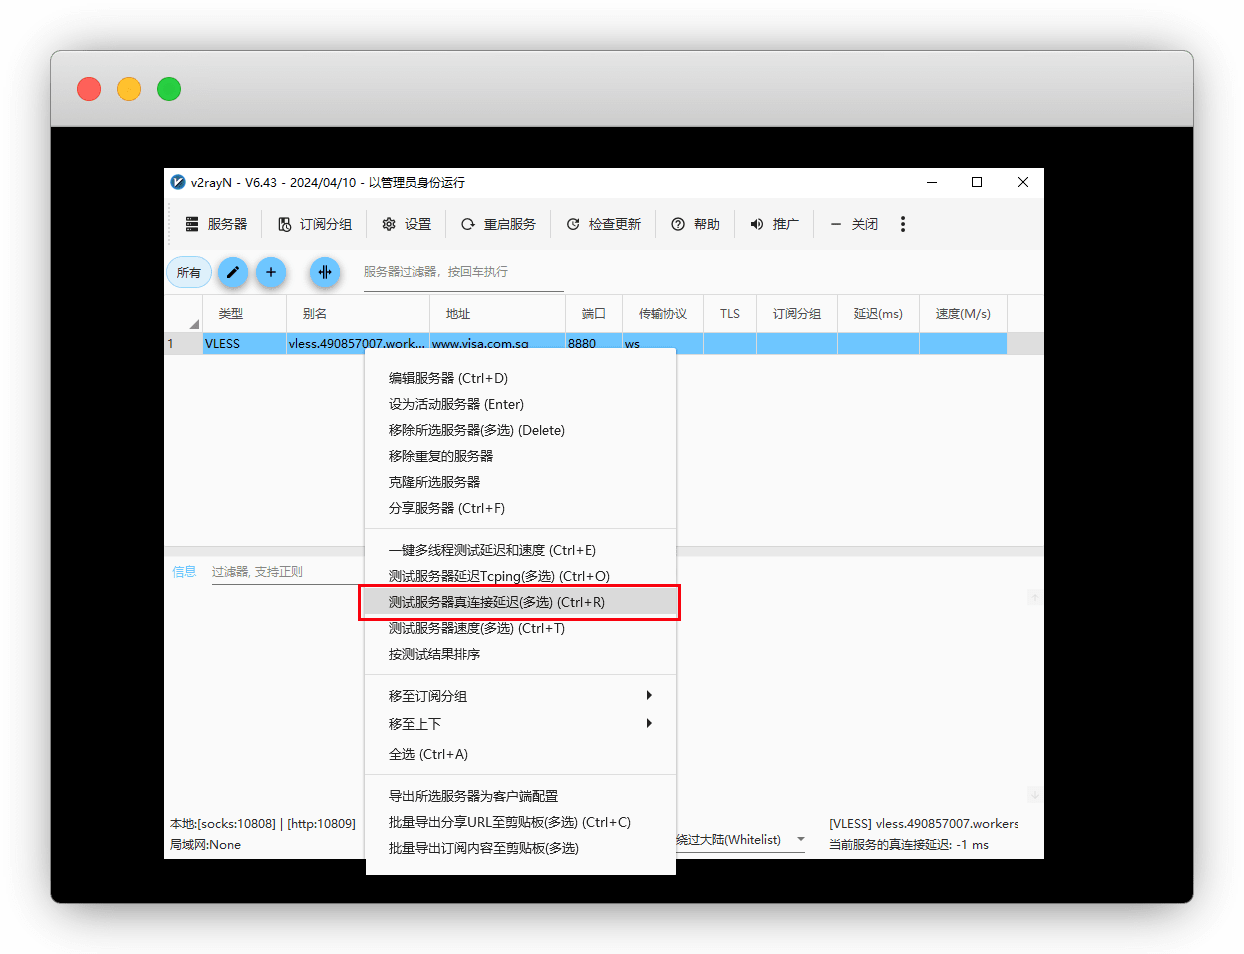 v2rayN - V6.43 - 2024/04/10 - 以管理员身份运行
服务器 订阅分组 设置 重启服务 检查更新 帮助 推广 关闭
所有 服务器过滤器，按回车执行
类型 别名 地址 端口 传输协议 TLS 订阅分组 延迟(ms) 速度(M/s)
1 VLESS vless.490857007.work... www.visa.com.sg 8880 ws
编辑服务器 (Ctrl+D)
设为活动服务器 (Enter)
移除所选服务器(多选) (Delete)
移除重复的服务器
克隆所选服务器
分享服务器 (Ctrl+F)
一键多线程测试延迟和速度 (Ctrl+E)
信息 过滤器, 支持正则
测试服务器延迟Tcping(多选) (Ctrl+O)
测试服务器真连接延迟(多选) (Ctrl+R)
测试服务器速度(多选) (Ctrl+T)
按测试结果排序
移至订阅分组
移至上下
全选 (Ctrl+A)
导出所选服务器为客户端配置
批量导出分享URL至剪贴板(多选) (Ctrl+C)
批量导出订阅内容至剪贴板(多选)
本地:[socks:10808] | [http:10809]
局域网:None
绕过大陆(Whitelist)
[VLESS] vless.490857007.workers
当前服务的真连接延迟: -1 ms